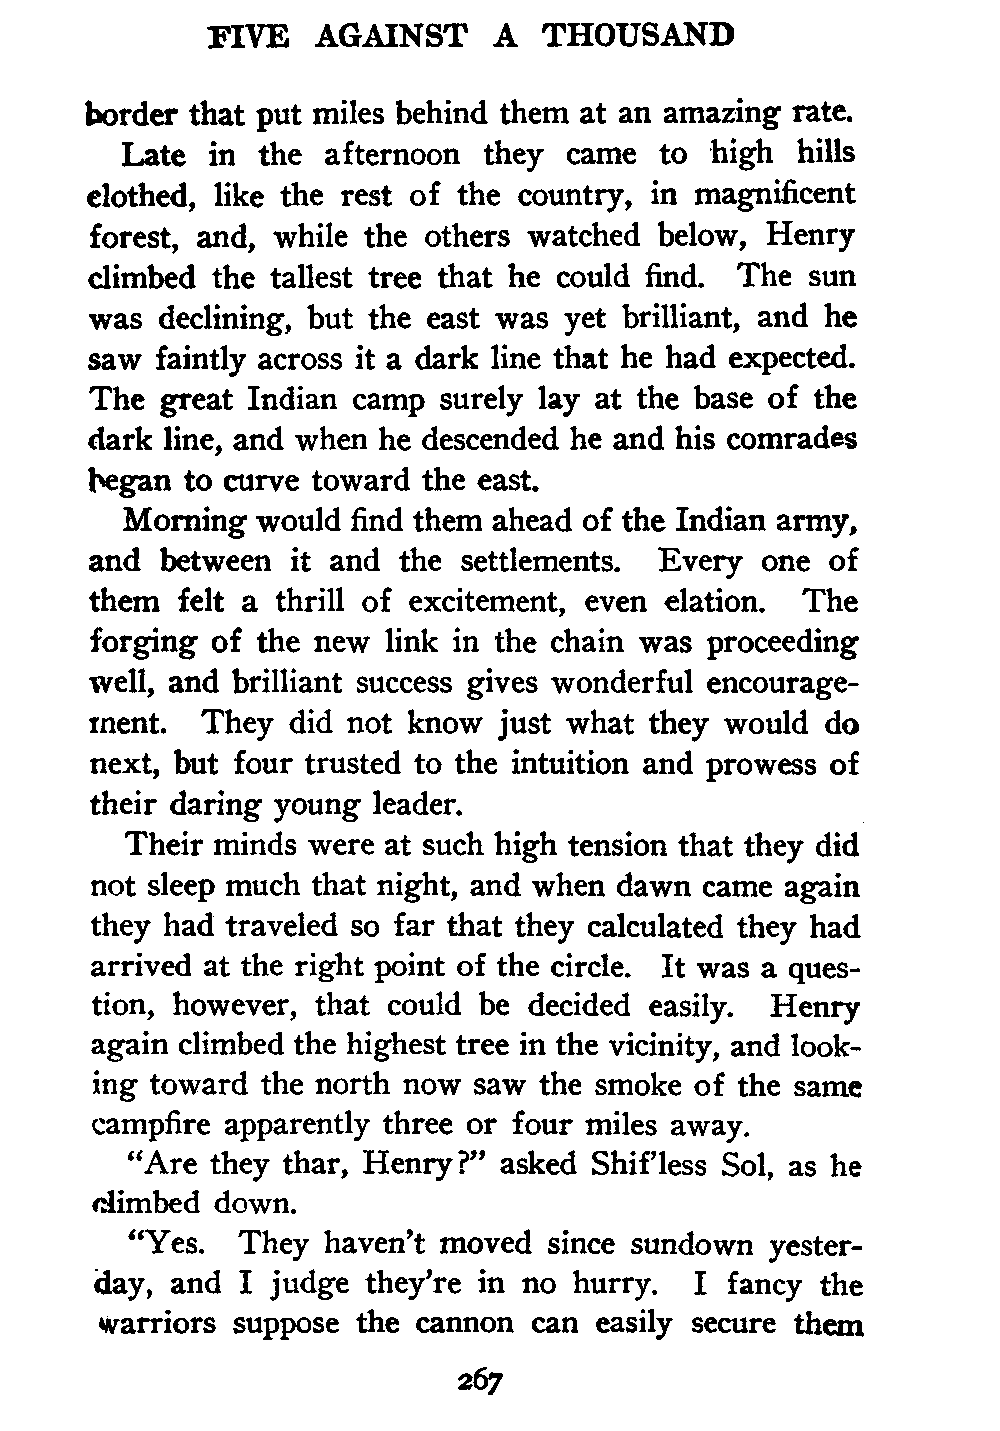 FIVE AGAINST A THOUSAND
border that put miles behind them at an amazing rate.
Late in the afternoon they came to high hills
clothed, like the rest of the country, in magnificent
forest, and, while the others watched below, Henry
climbed the tallest tree that he could find. The sun
was declining, but the east was yet brilliant, and he
saw faintly across it a dark line that he had expected.
The great Indian camp surely lay at the base of the
dark line, and when he descended he and his comrades
began to curve toward the east.
Morning would find them ahead of the Indian army,
and between it and the settlements. Every one of
them felt a thrill of excitement, even elation. The
forging of the new link in the chain was proceeding
well, and brilliant success gives wonderful encourage-
ment. They did not know just what they would do
next, but four trusted to the intuition and prowess of
their daring young leader.
Their minds were at such high tension that they did
not sleep much that night, and when dawn came again
they had traveled so far that they calculated they had
arrived at the right point of the circle. It was a ques-
tion, however, that could be decided easily. Henry
again climbed the highest tree in the vicinity, and look-
ing toward the north now saw the smoke of the same
campfire apparently three or four miles away.
"Are they thar, Henry?" asked Shif'less Sol, as he
climbed down.
"Yes. They haven't moved since sundown yester-
day, and I judge they're in no hurry. I fancy the
warriors suppose the cannon can easily secure them
267